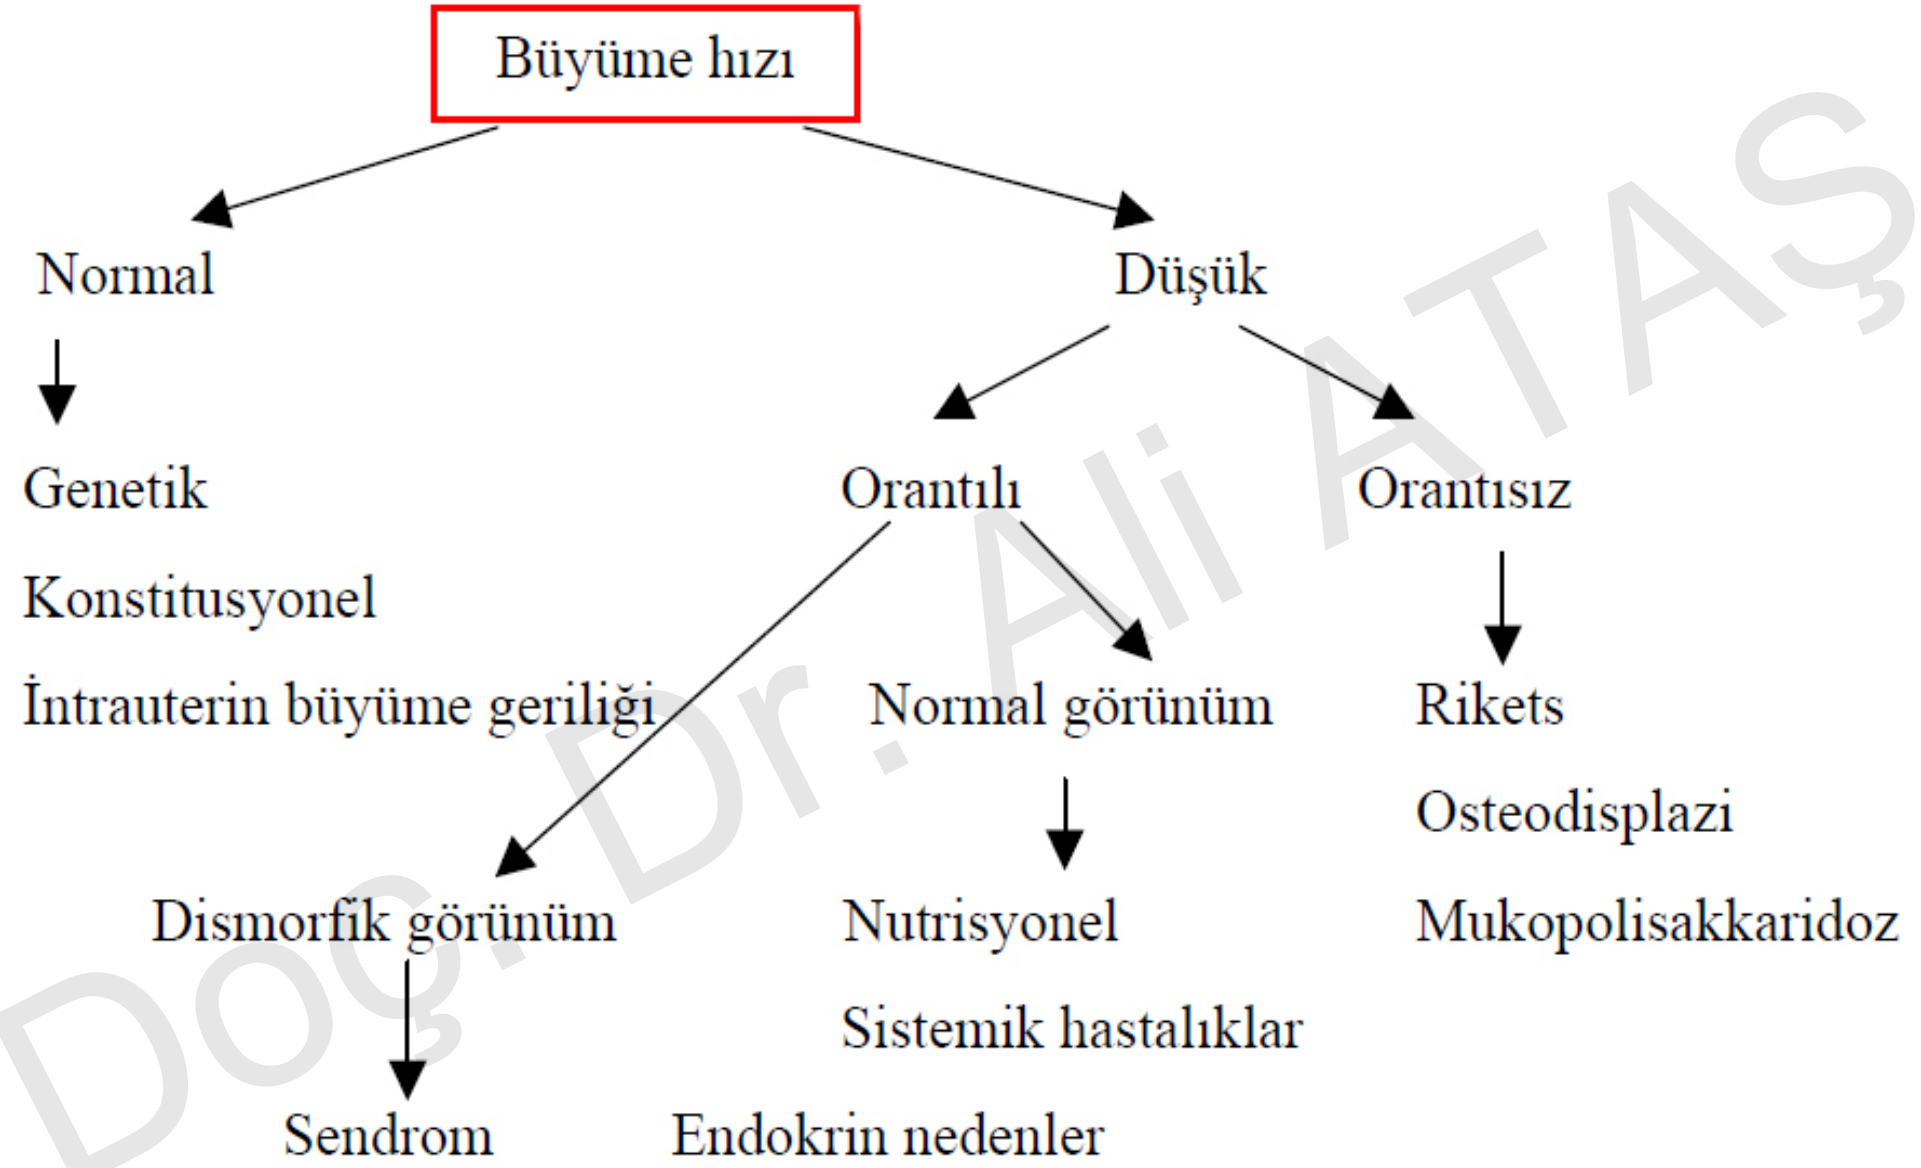 Büyüme hızı
Normal
Düşük
Genetik
Orantılı
Orantısız
Konstitusyonel
İntrauterin büyüme geriliği
Normal görünüm
Rikets
Osteodisplazi
Dismorfik görünüm
Nutrisyonel
Mukopolisakkaridoz
Sistemik hastalıklar
Sendrom
Endokrin nedenler
Doç. Dr. Ali ATAŞ